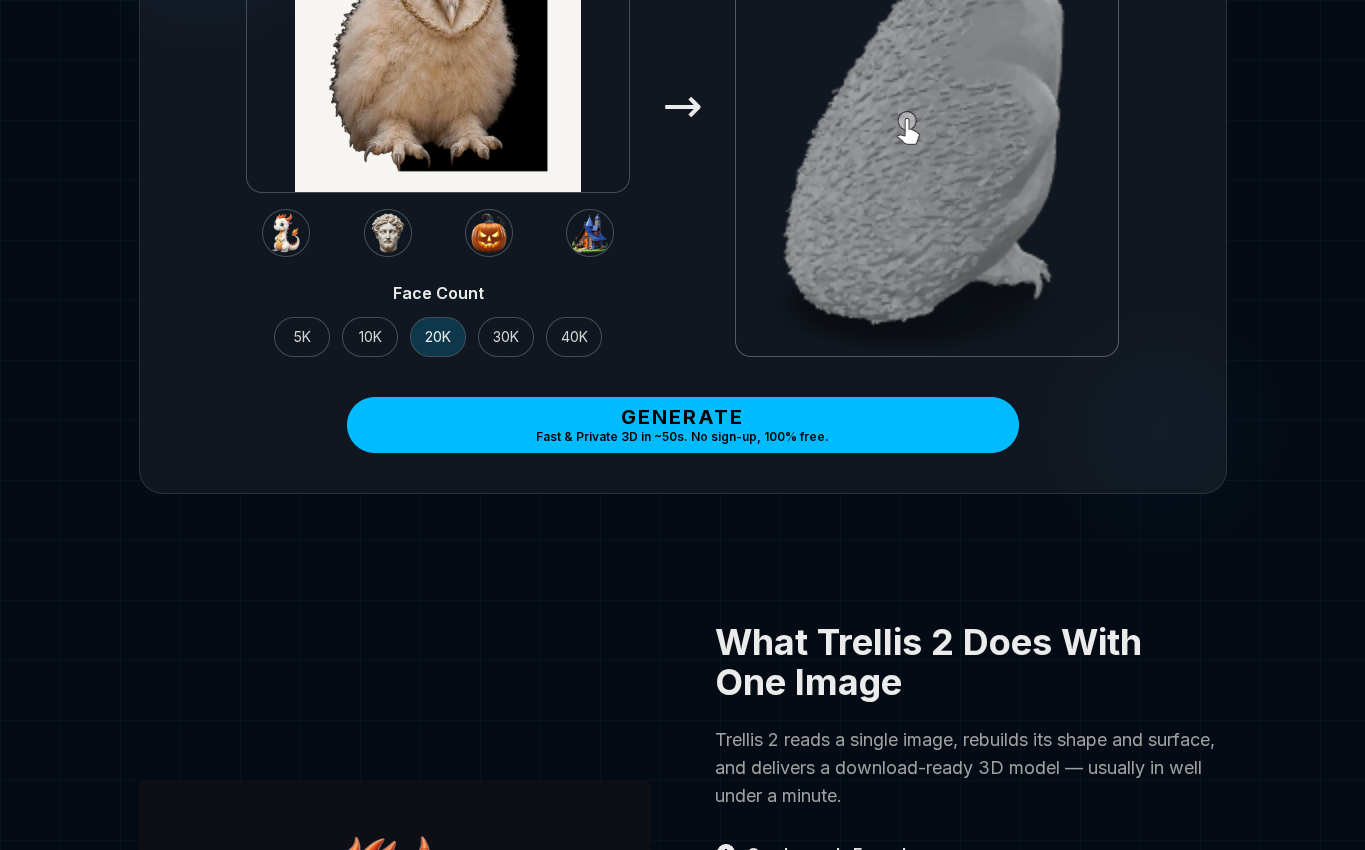 →
Face Count
5K 10K 20K 30K 40K
GENERATE
Fast & Private 3D in ~50s. No sign-up, 100% free.
What Trellis 2 Does With
One Image
Trellis 2 reads a single image, rebuilds its shape and surface,
and delivers a download-ready 3D model — usually in well
under a minute.